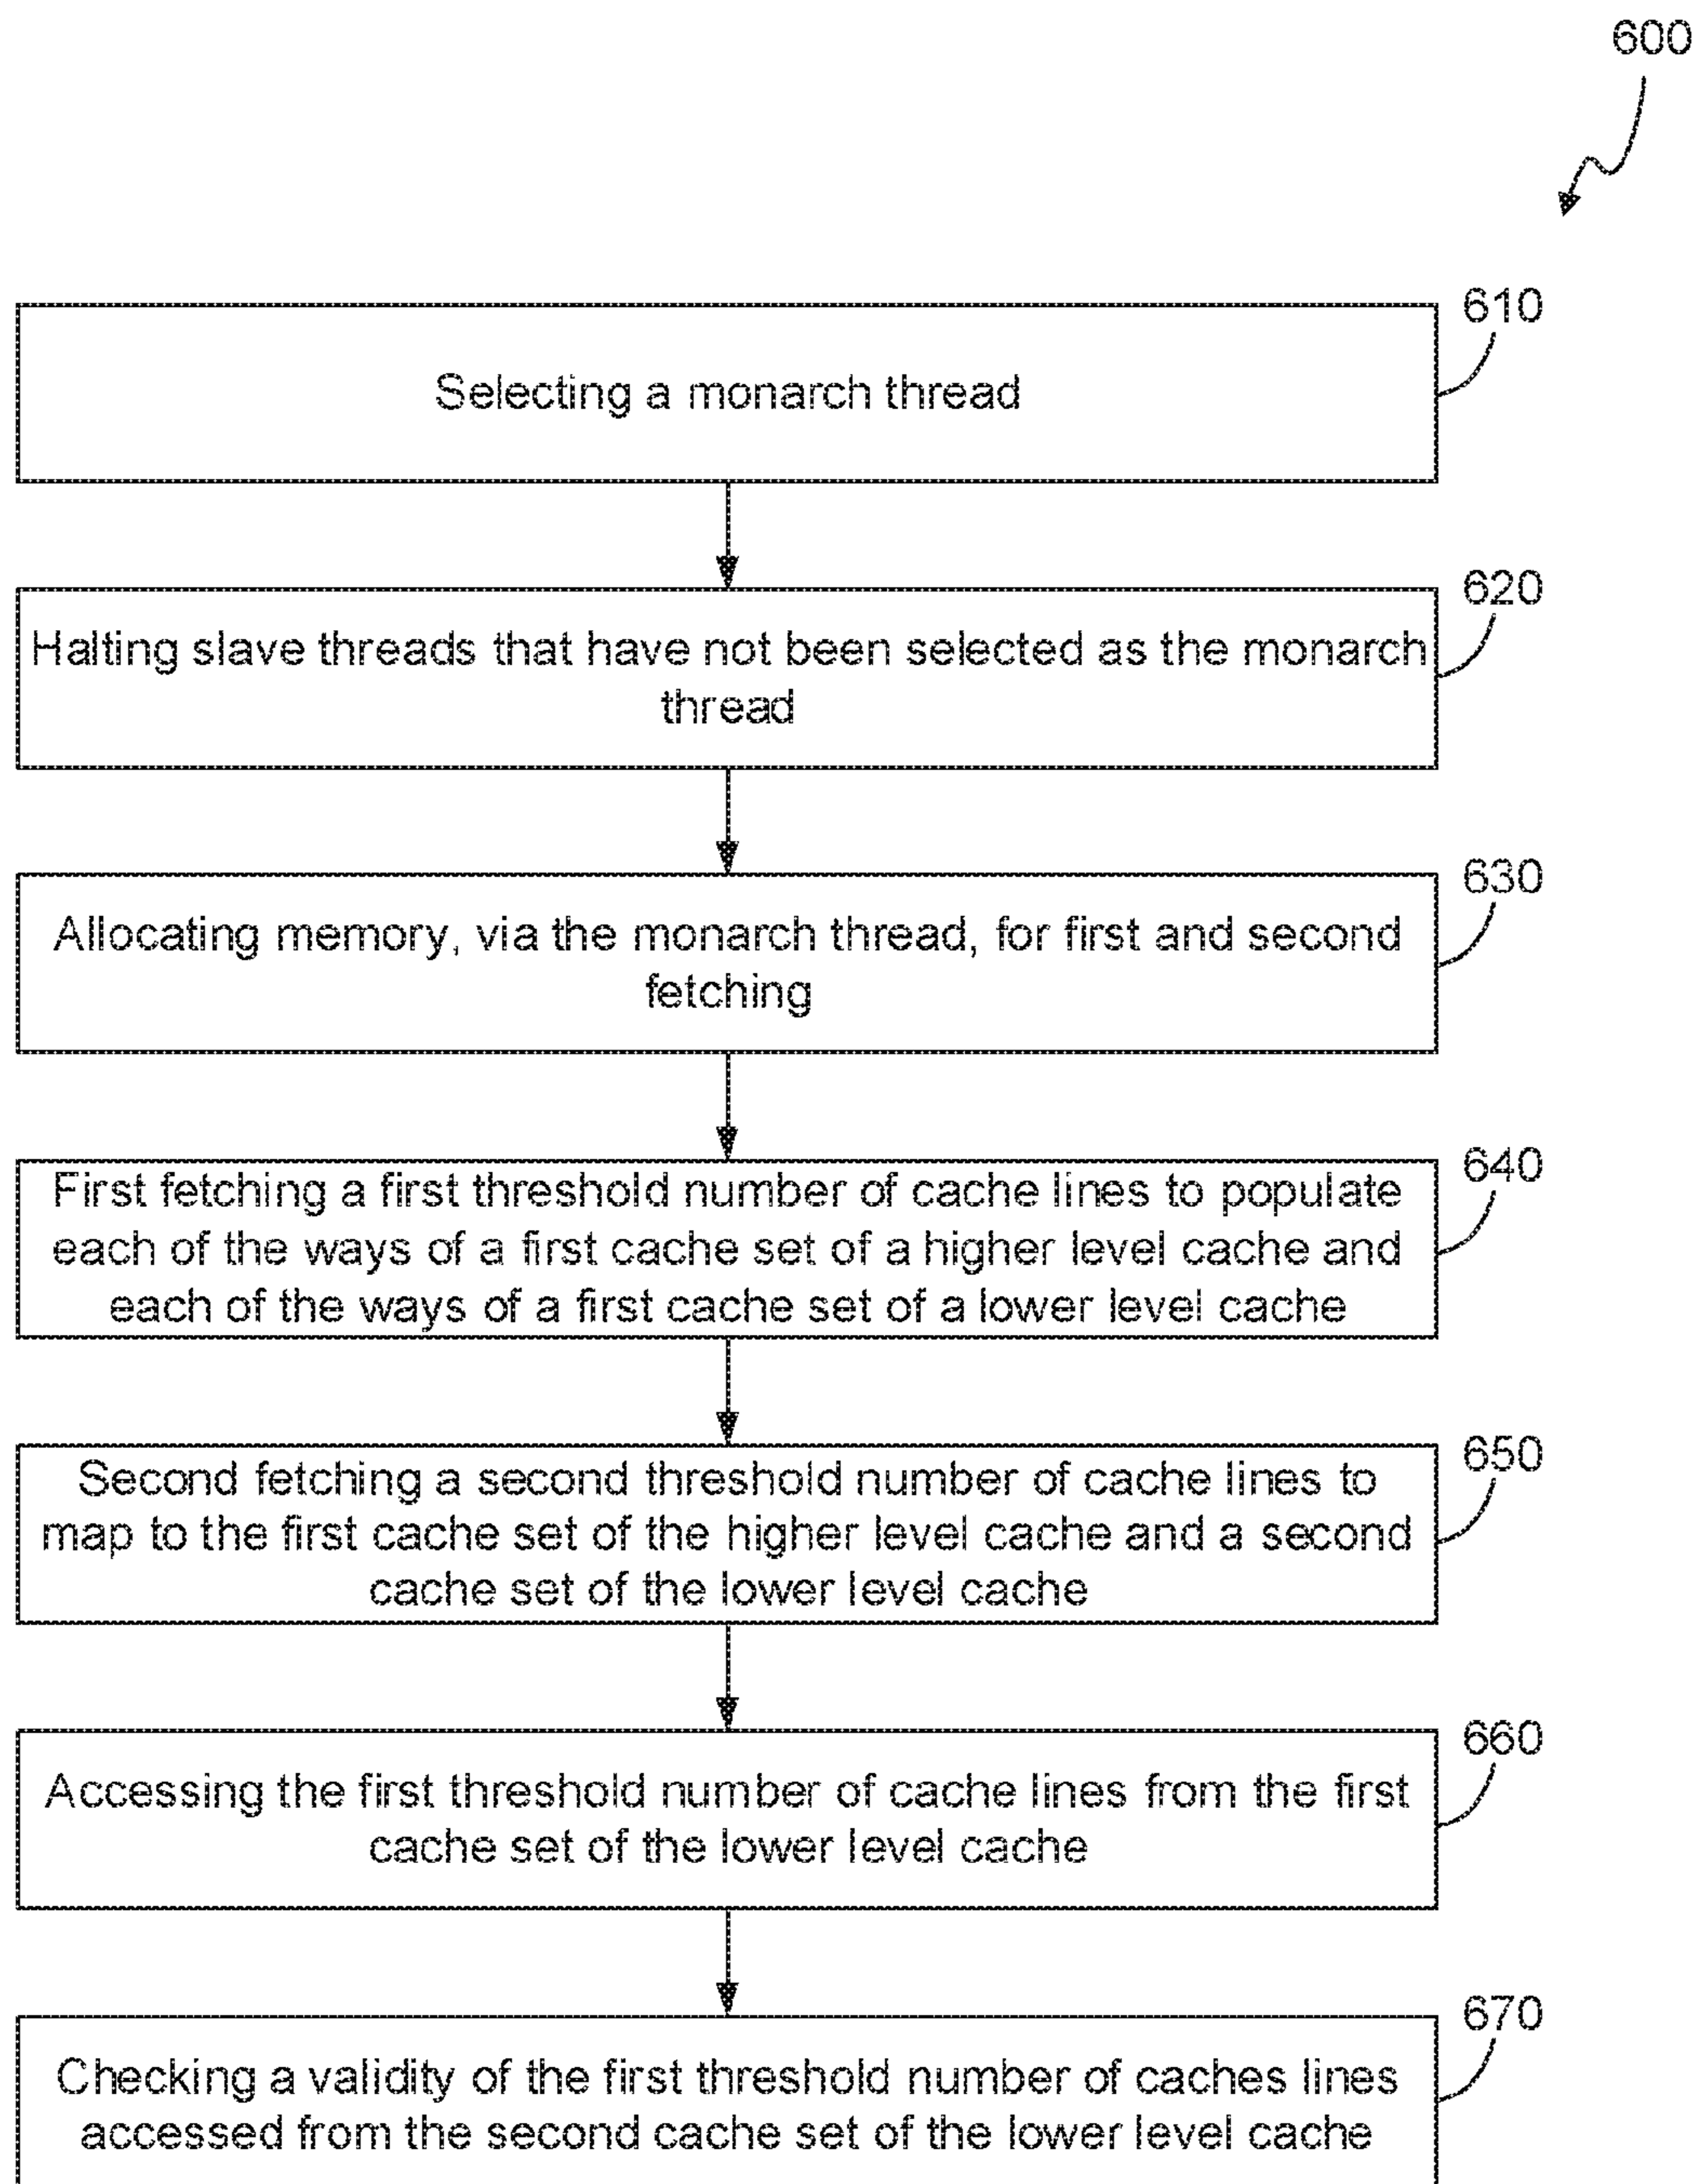 600
610
Selecting a monarch thread
620
Halting slave threads that have not been selected as the monarch
thread
630
Allocating memory, via the monarch thread, for first and second
fetching
640
First fetching a first threshold number of cache lines to populate
each of the ways of a first cache set of a higher level cache and
each of the ways of a first cache set of a lower level cache
650
Second fetching a second threshold number of cache lines to
map to the first cache set of the higher level cache and a second
cache set of the lower level cache
660
Accessing the first threshold number of cache lines from the first
cache set of the lower level cache
670
Checking a validity of the first threshold number of caches lines
accessed from the second cache set of the lower level cache